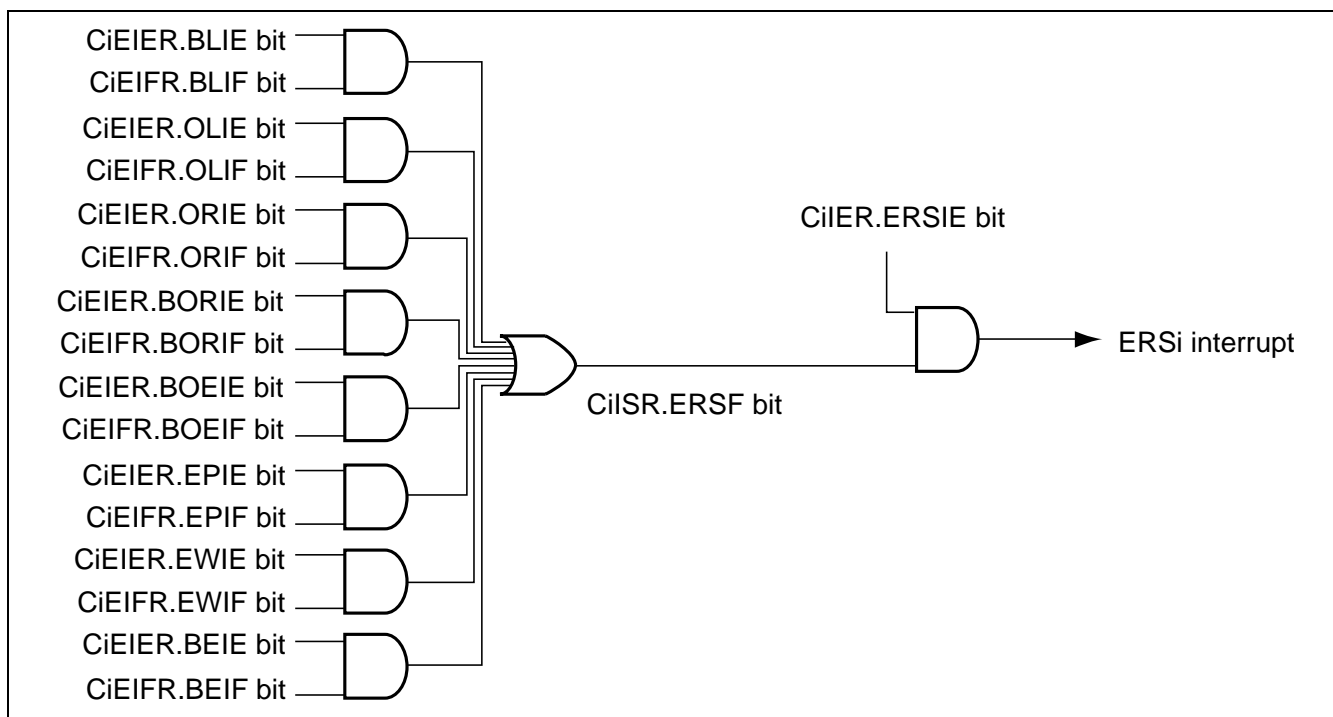 CiEIER.BLIE bit
CiEIFR.BLIF bit
CiEIER.OLIE bit
CiEIFR.OLIF bit
CiEIER.ORIE bit
CiEIFR.ORIF bit
CiEIER.BORIE bit
CiEIFR.BORIF bit
CiEIER.BOEIE bit
CiEIFR.BOEIF bit
CiEIER.EPIE bit
CiEIFR.EPIF bit
CiEIER.EWIE bit
CiEIFR.EWIF bit
CiEIER.BEIE bit
CiEIFR.BEIF bit
CiISR.ERSF bit
CiIER.ERSIE bit
ERSi interrupt